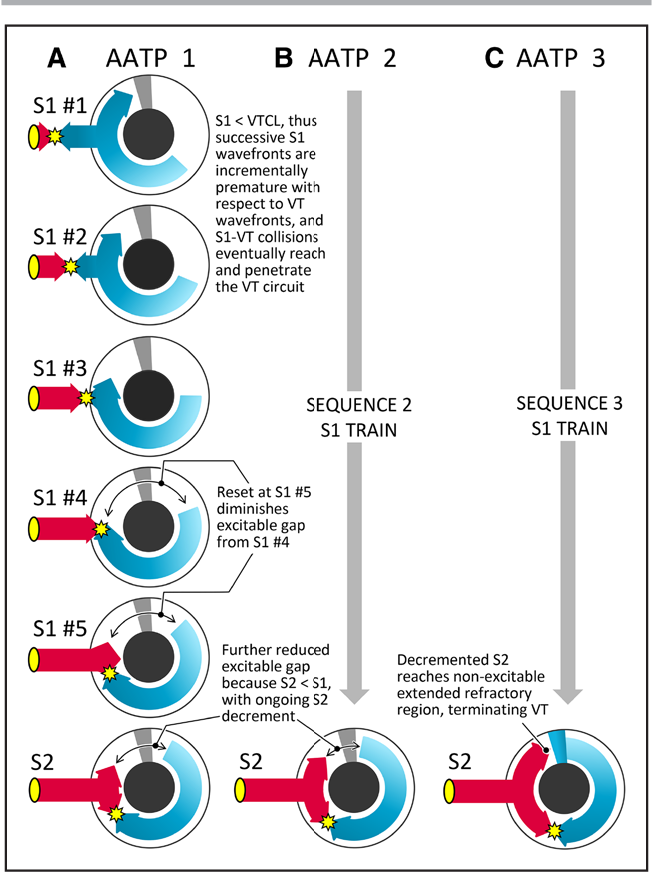 A AATP 1
B AATP 2
C AATP 3
S1 #1
S1 < VTCL, thus
successive S1
wavefronts are
incrementally
premature with
respect to VT
wavefronts, and
S1-VT collisions
eventually reach
and penetrate
the VT circuit
S1 #2
S1 #3
SEQUENCE 2
S1 TRAIN
SEQUENCE 3
S1 TRAIN
S1 #4
Reset at S1 #5
diminishes
excitable gap
from S1 #4
S1 #5
Further reduced
excitable gap
because S2 < S1,
with ongoing S2
decrement
Decremented S2
reaches non-excitable
extended refractory
region, terminating VT
S2
S2
S2